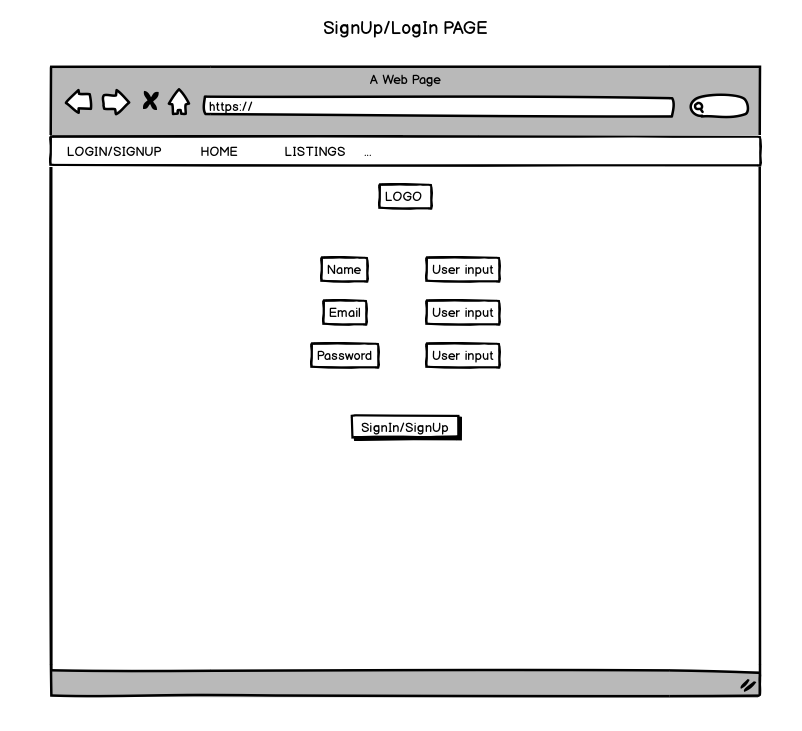 SignUp/LogIn PAGE
A Web Page
https://
LOGIN/SIGNUP HOME LISTINGS ...
LOGO
Name User input
Email User input
Password User input
SignIn/SignUp